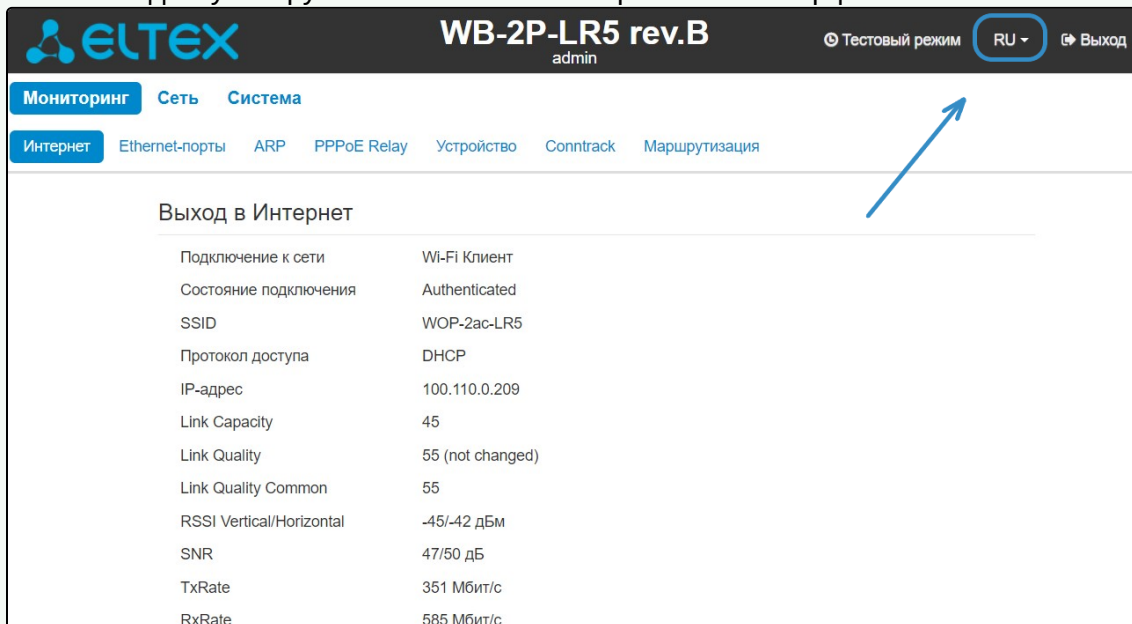 ELTEX
WB-2P-LR5 rev.B
admin
Тестовый режим
RU
Выход
Мониторинг Сеть Система
Интернет Ethernet-порты ARP PPPoE Relay Устройство Conntrack Маршрутизация
Выход в Интернет
Подключение к сети Wi-Fi Клиент
Состояние подключения Authenticated
SSID WOP-2ac-LR5
Протокол доступа DHCP
IP-адрес 100.110.0.209
Link Capacity 45
Link Quality 55 (not changed)
Link Quality Common 55
RSSI Vertical/Horizontal -45/-42 дБм
SNR 47/50 дБ
TxRate 351 Мбит/с
RxRate 585 Мбит/с